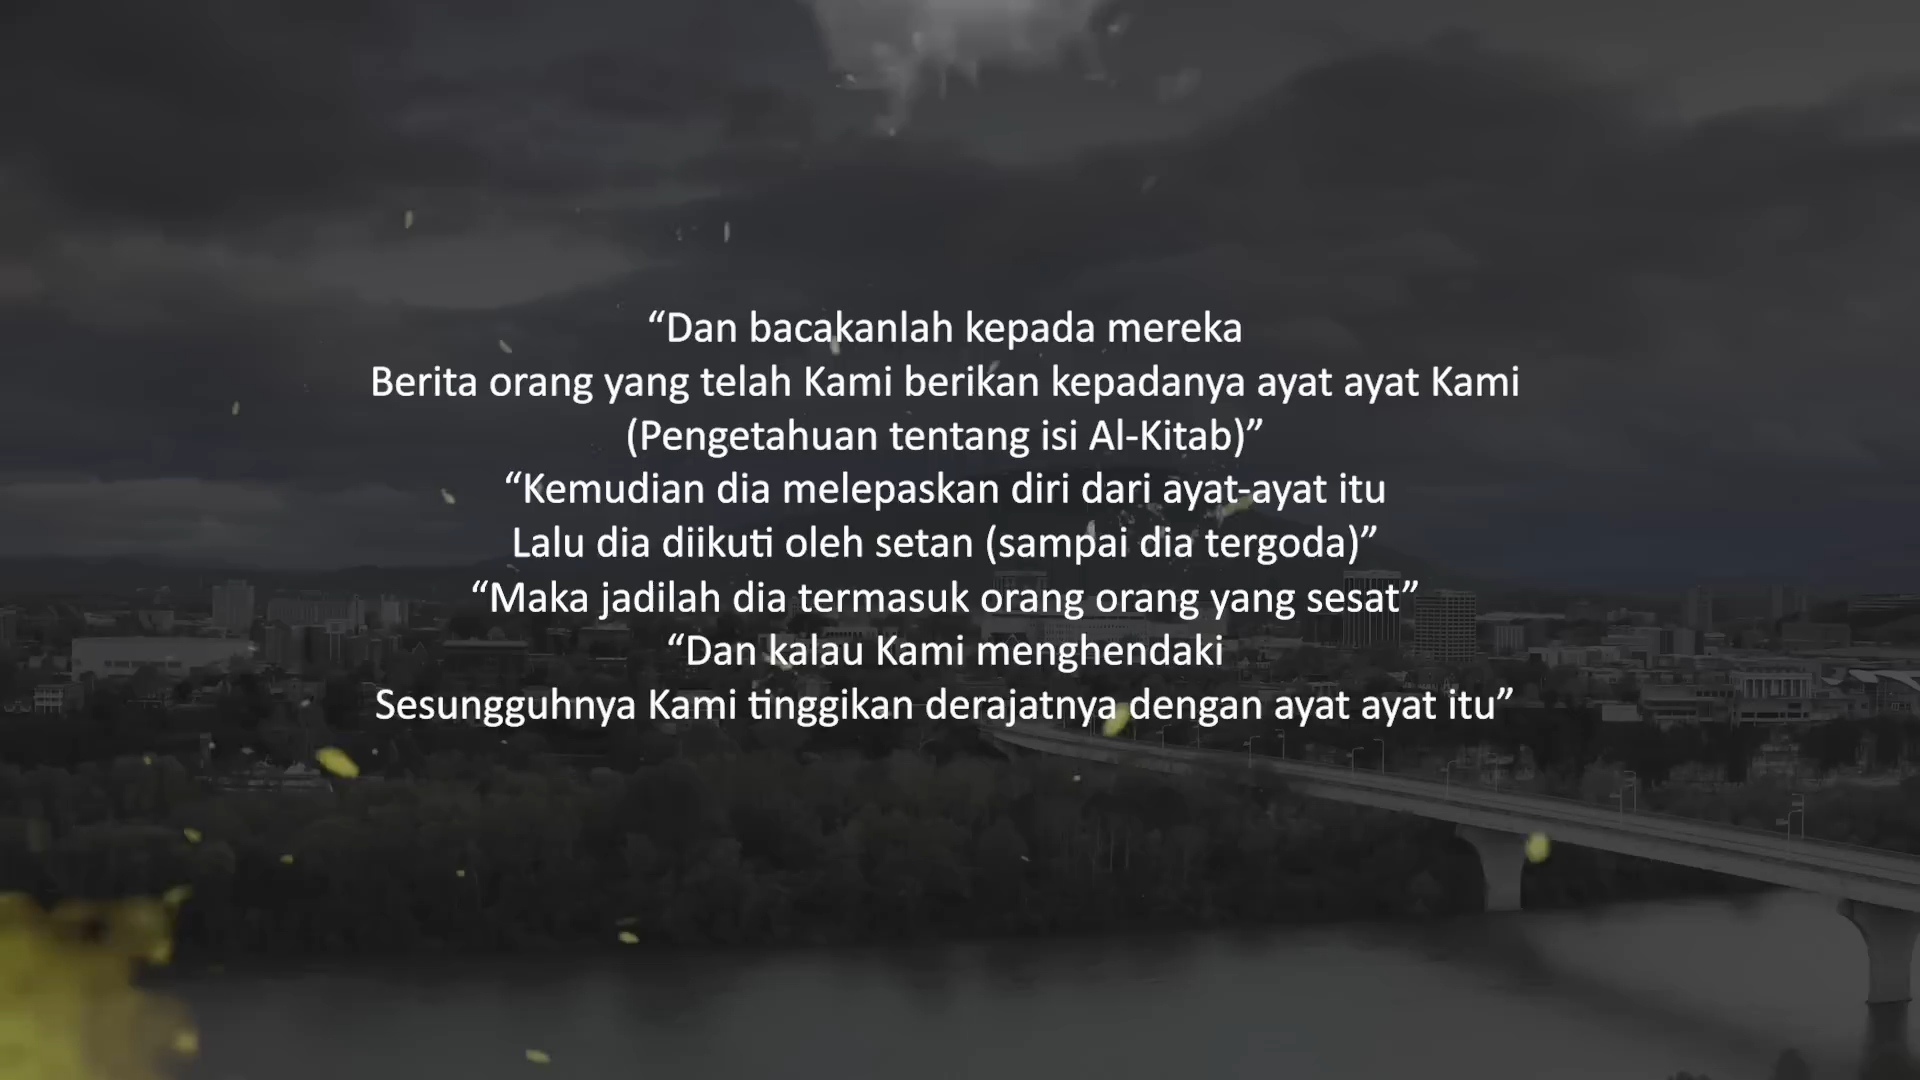 “Dan bacakanlah kepada mereka
Berita orang yang telah Kami berikan kepadanya ayat ayat Kami
(Pengetahuan tentang isi Al-Kitab)”
“Kemudian dia melepaskan diri dari ayat-ayat itu
Lalu dia diikuti oleh setan (sampai dia tergoda)”
“Maka jadilah dia termasuk orang orang yang sesat”
“Dan kalau Kami menghendaki
Sesungguhnya Kami tinggikan derajatnya dengan ayat ayat itu”